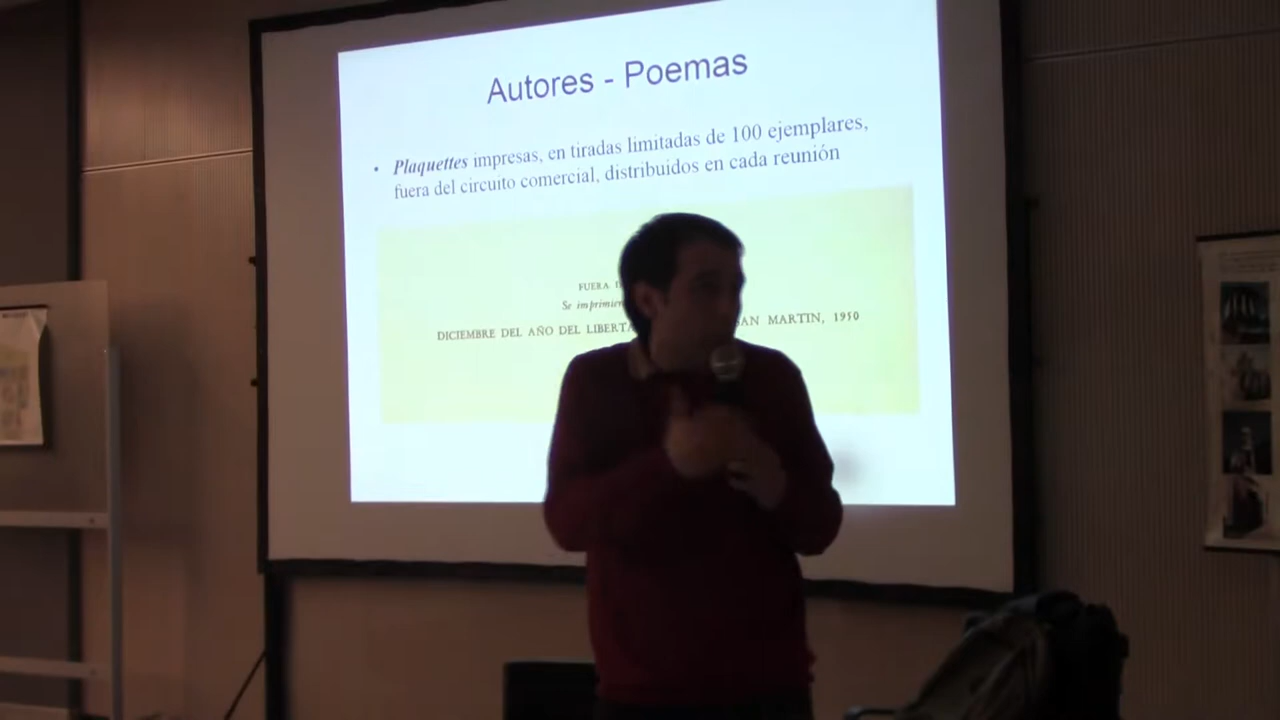 Autores - Poemas
• Plaquettes impresas, en tiradas limitadas de 100 ejemplares,
fuera del circuito comercial, distribuidos en cada reunión
FUERA
Se imprimier
DICIEMBRE DEL AÑO DEL LIBERTA SAN MARTIN, 1950